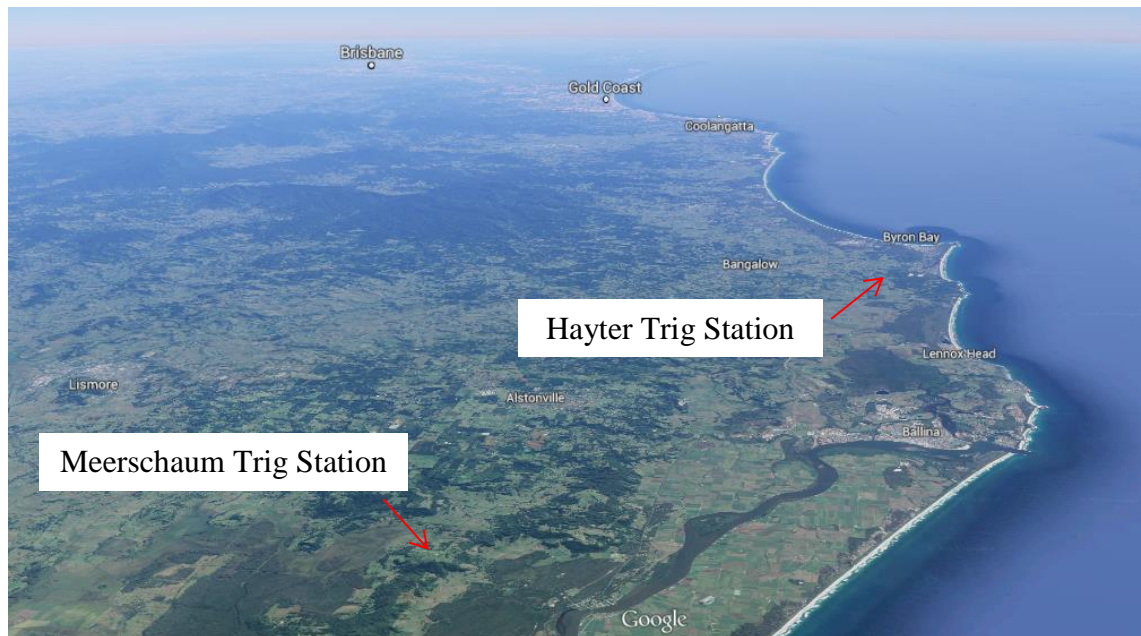 Brisbane
Gold Coast
Coolangatta
Byron Bay
Bangalow
Hayter Trig Station
Lennox Head
Lismore
Alstonville
Ballina
Meerschaum Trig Station
Google